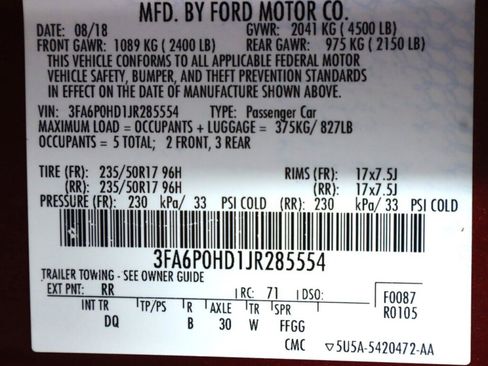 MFD. BY FORD MOTOR CO.
DATE: 08/18 GVWR: 2041 KG ( 4500 LB)
FRONT GAWR: 1089 KG ( 2400 LB) REAR GAWR: 975 KG ( 2150 LB)
THIS VEHICLE CONFORMS TO ALL APPLICABLE FEDERAL MOTOR
VEHICLE SAFETY, BUMPER, AND THEFT PREVENTION STANDARDS
IN EFFECT ON THE DATE OF MANUFACTURE SHOWN ABOVE.
VIN: 3FA6P0HD1JR285554 TYPE: Passenger Car
MAXIMUM LOAD = OCCUPANTS + LUGGAGE = 375KG/ 827LB
OCCUPANTS = 5 TOTAL; 2 FRONT, 3 REAR
TIRE (FR): 235/50R17 96H RIMS (FR): 17x7.5J
(RR): 235/50R17 96H (RR): 17x7.5J
PRESSURE (FR): 230 kPa/ 33 PSI COLD (RR): 230 kPa/ 33 PSI COLD
3FA6P0HD1JR285554
TRAILER TOWING - SEE OWNER GUIDE
EXT PNT: RR RC: 71 DSO: F0087
INT TR TP/PS R AXLE TR SPR R0105
DQ B 30 W FFGG
CMC ▽5U5A-5420472-AA